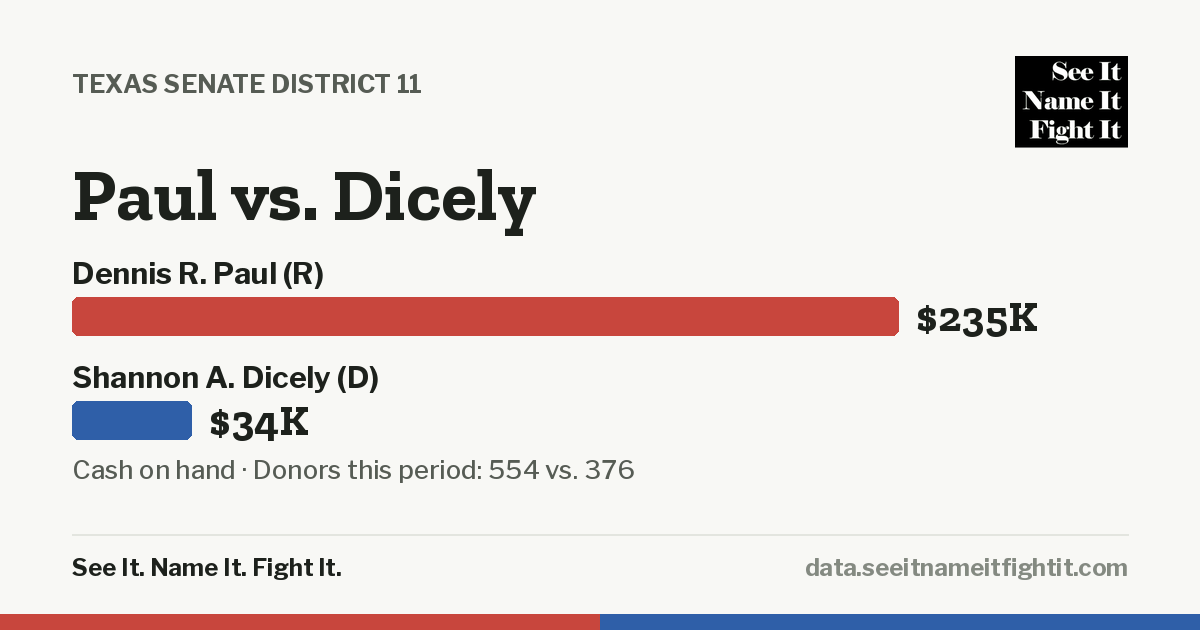 TEXAS SENATE DISTRICT 11
See It
Name It
Fight It
Paul vs. Dicely
Dennis R. Paul (R)
$235K
Shannon A. Dicely (D)
$34K
Cash on hand · Donors this period: 554 vs. 376
See It. Name It. Fight It.
data.seeitnameitfightit.com